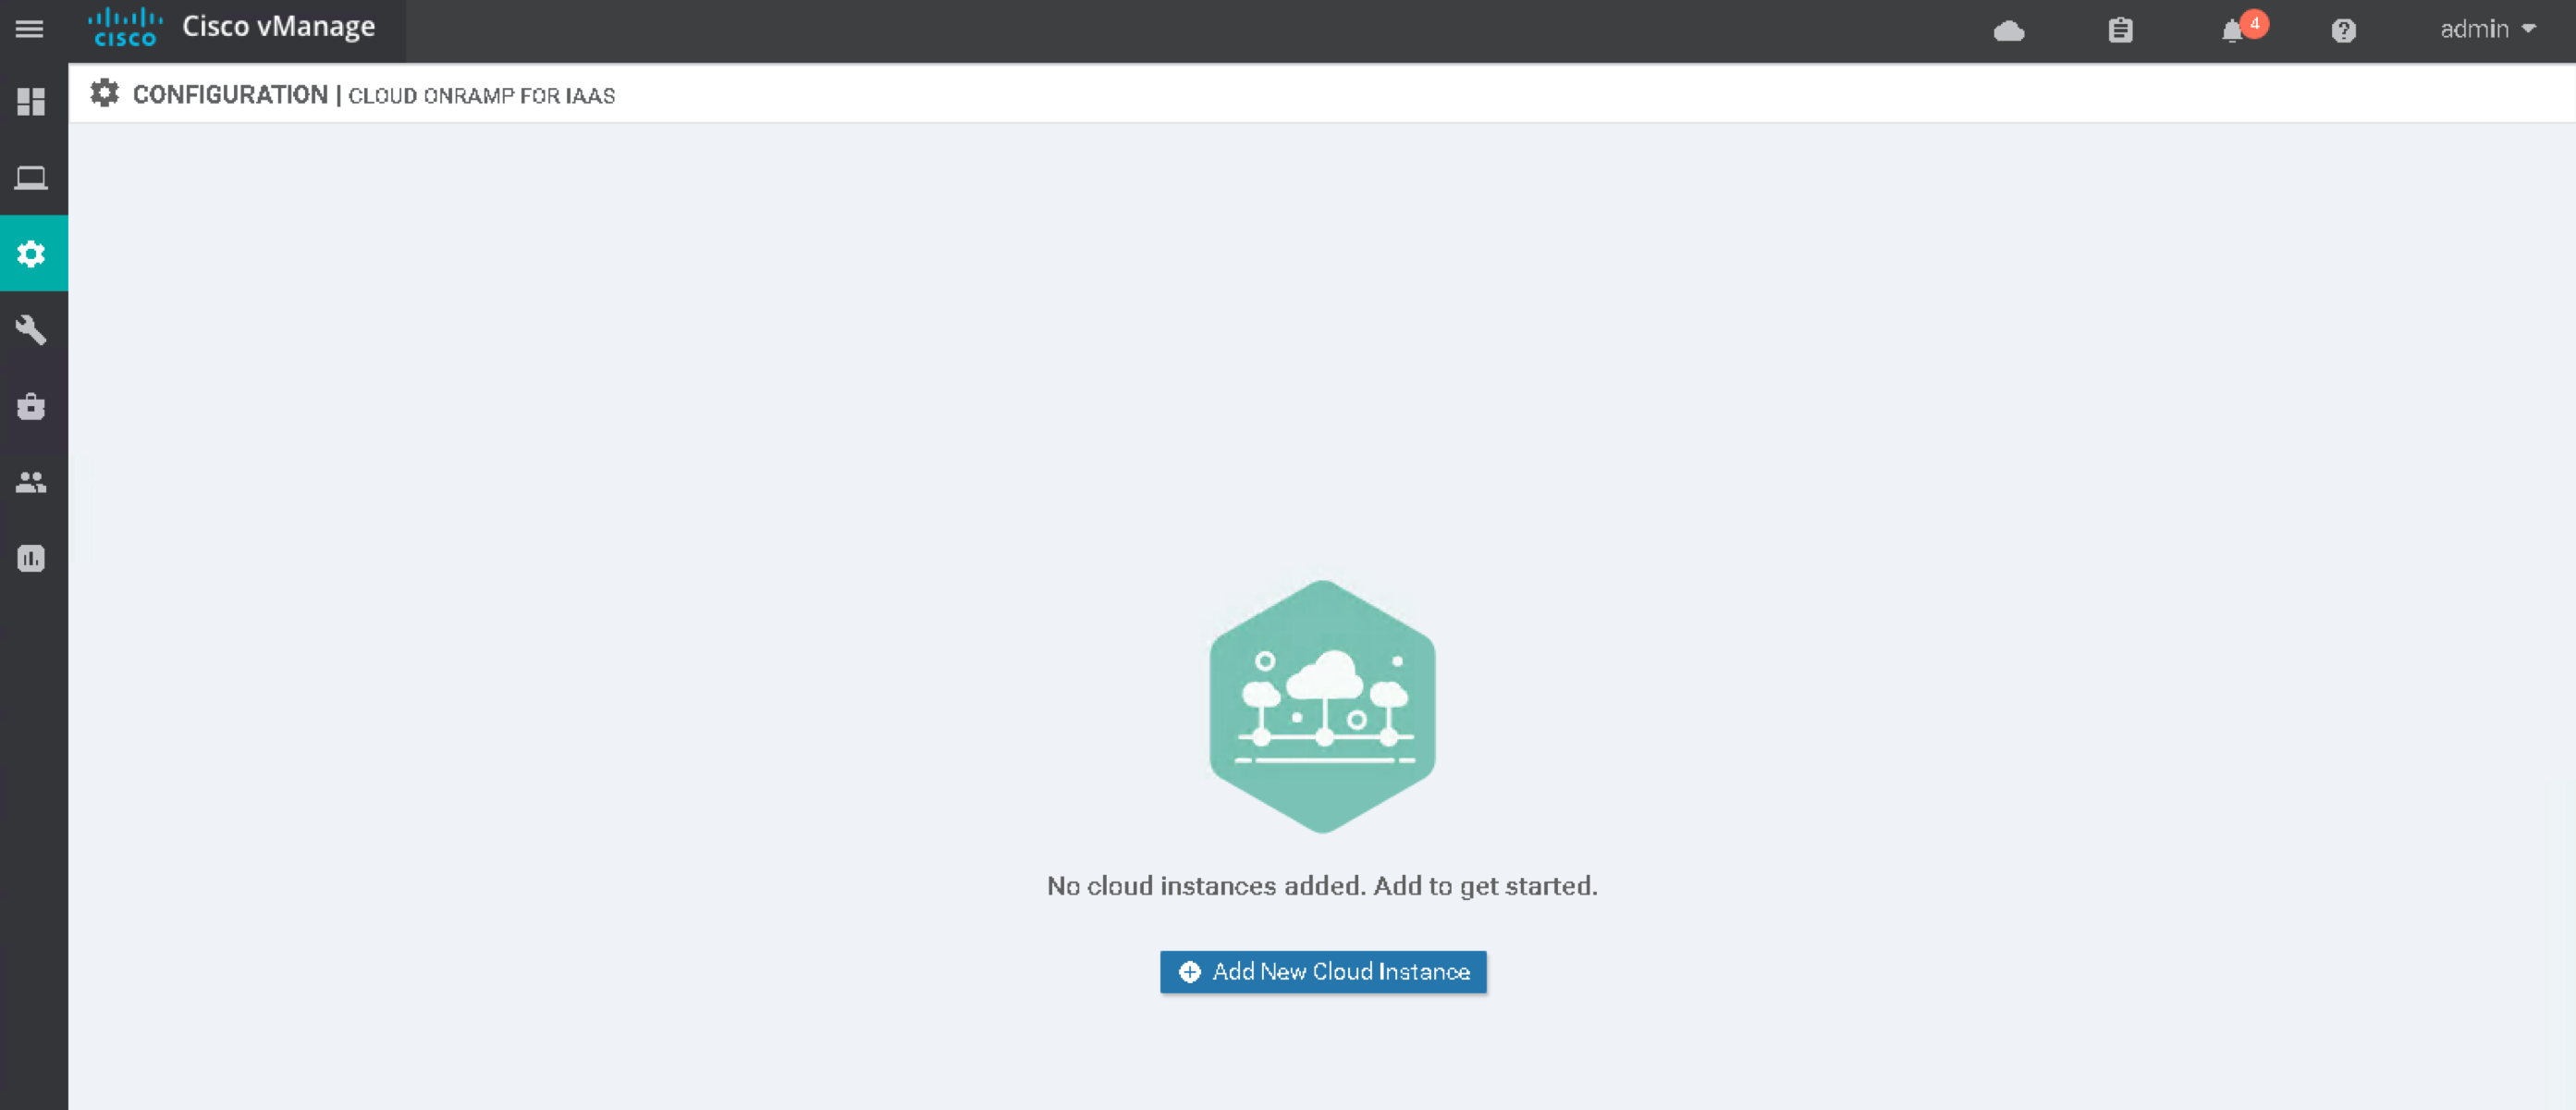 cisco Cisco vManage
4
admin
CONFIGURATION | CLOUD ONRAMP FOR IAAS
No cloud instances added. Add to get started.
Add New Cloud Instance